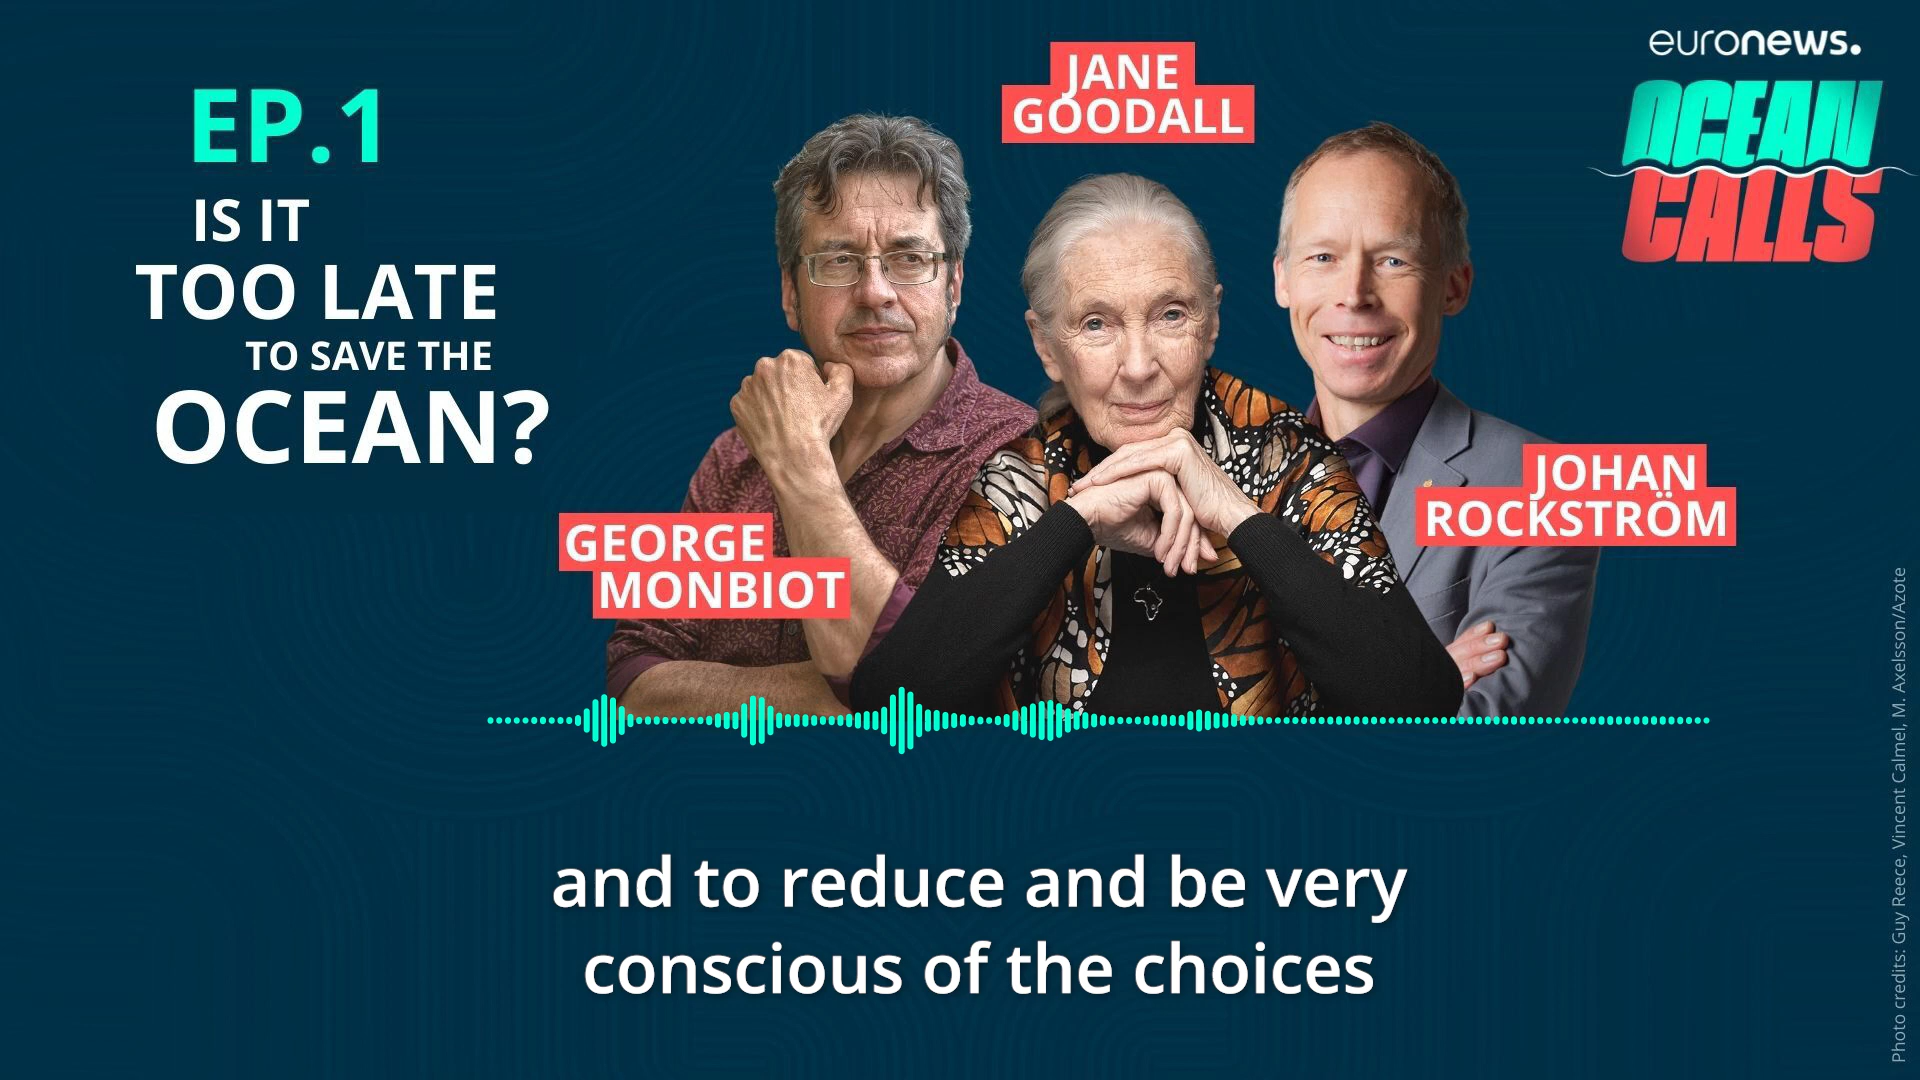 EP.1
IS IT
TOO LATE
TO SAVE THE
OCEAN?
JANE
GOODALL
euronews.
OCEAN
CALLS
GEORGE
MONBIOT
JOHAN
ROCKSTRÖM
and to reduce and be very
conscious of the choices
Photo credits: Guy Reece, Vincent Calmel, M. Axelsson/Azote